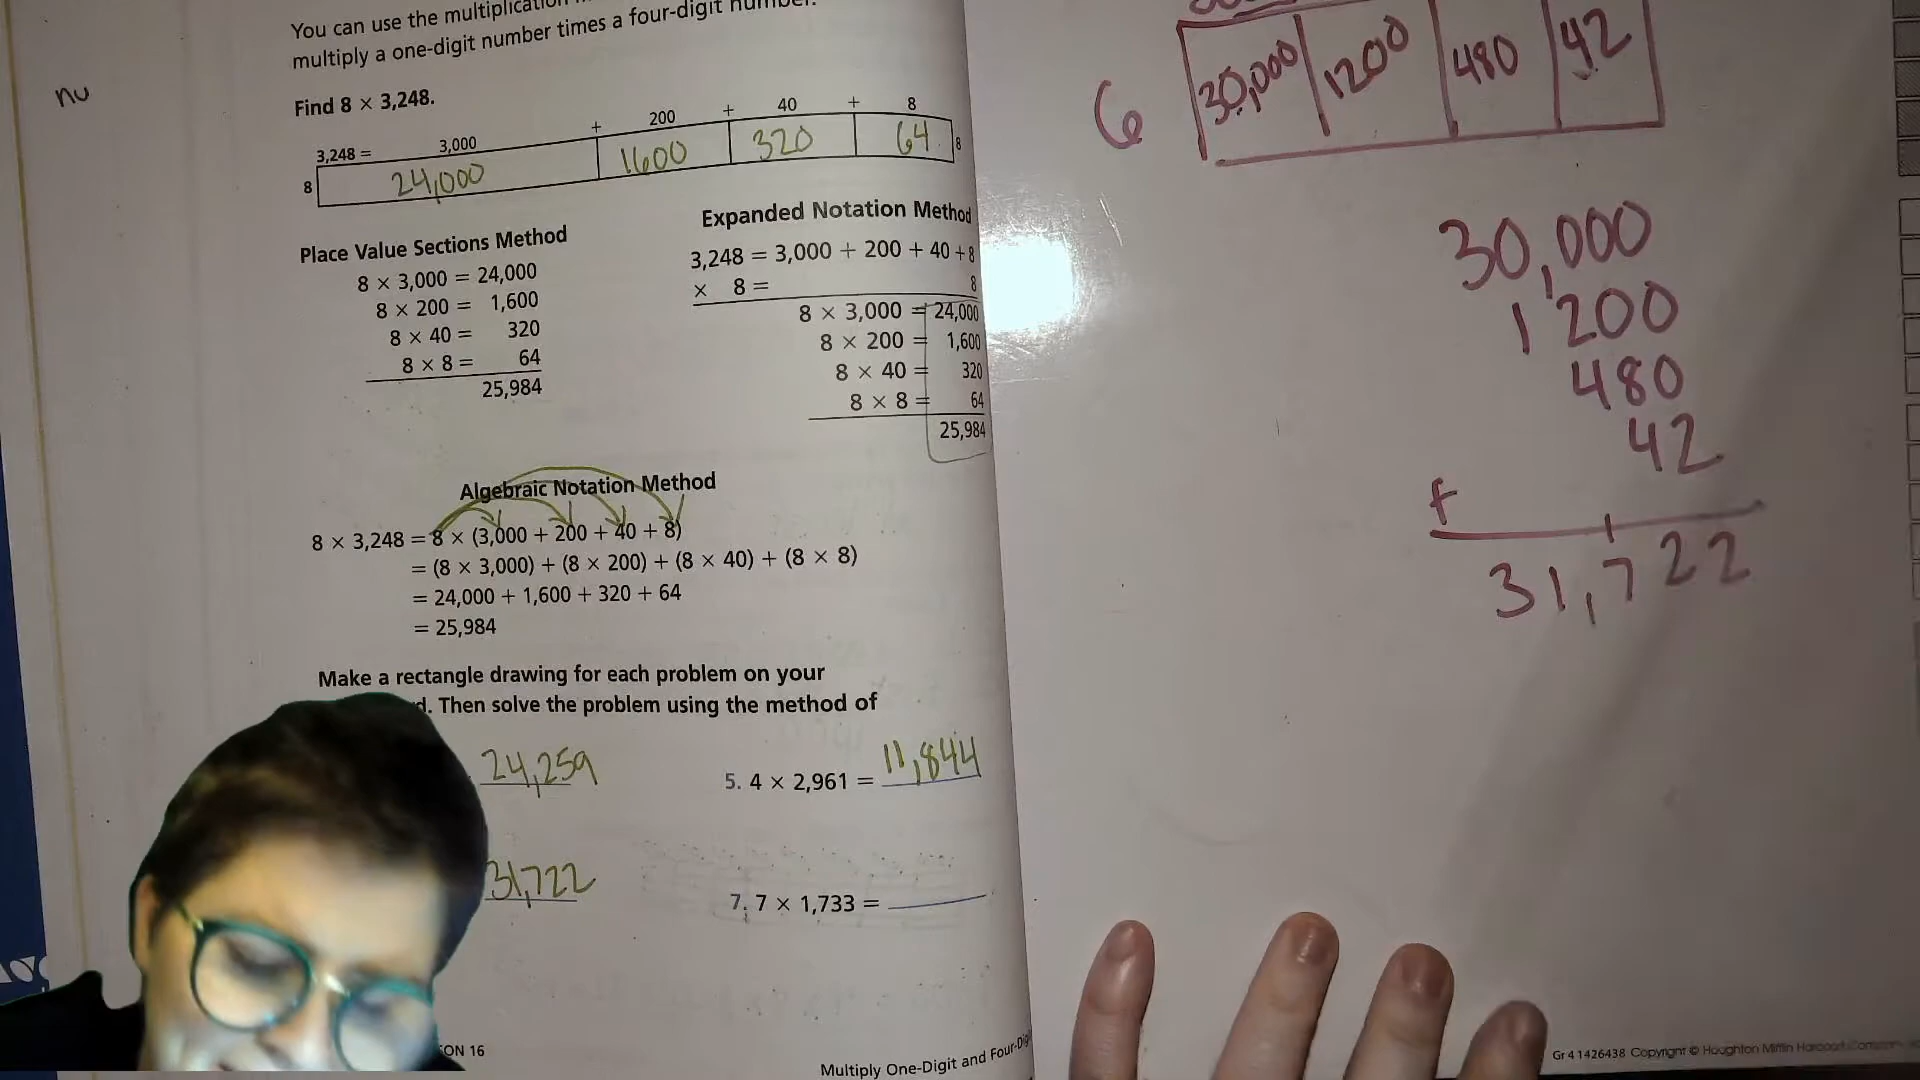 You can use the multiplication
multiply a one-digit number times a four-digit number.
nu
Find 8 × 3,248.
3,248 = 3,000 + 200 + 40 + 8
8 24,000 1600 320 64 8
Place Value Sections Method
8 × 3,000 = 24,000
8 × 200 = 1,600
8 × 40 = 320
8 × 8 = 64
25,984
Expanded Notation Method
3,248 = 3,000 + 200 + 40 + 8
× 8 = 8
8 × 3,000 = 24,000
8 × 200 = 1,600
8 × 40 = 320
8 × 8 = 64
25,984
Algebraic Notation Method
8 × 3,248 = 8 × (3,000 + 200 + 40 + 8)
= (8 × 3,000) + (8 × 200) + (8 × 40) + (8 × 8)
= 24,000 + 1,600 + 320 + 64
= 25,984
Make a rectangle drawing for each problem on your
Then solve the problem using the method of
24,259
5. 4 × 2,961 = 11,844
31,722
7. 7 × 1,733 =
ON 16
Multiply One-Digit and Four-Dig
6 30,000 1200 480 42
30,000
1 200
480
42
+
1
31,722
Gr 4 1426438 Copyright © Houghton Mifflin Harcourt